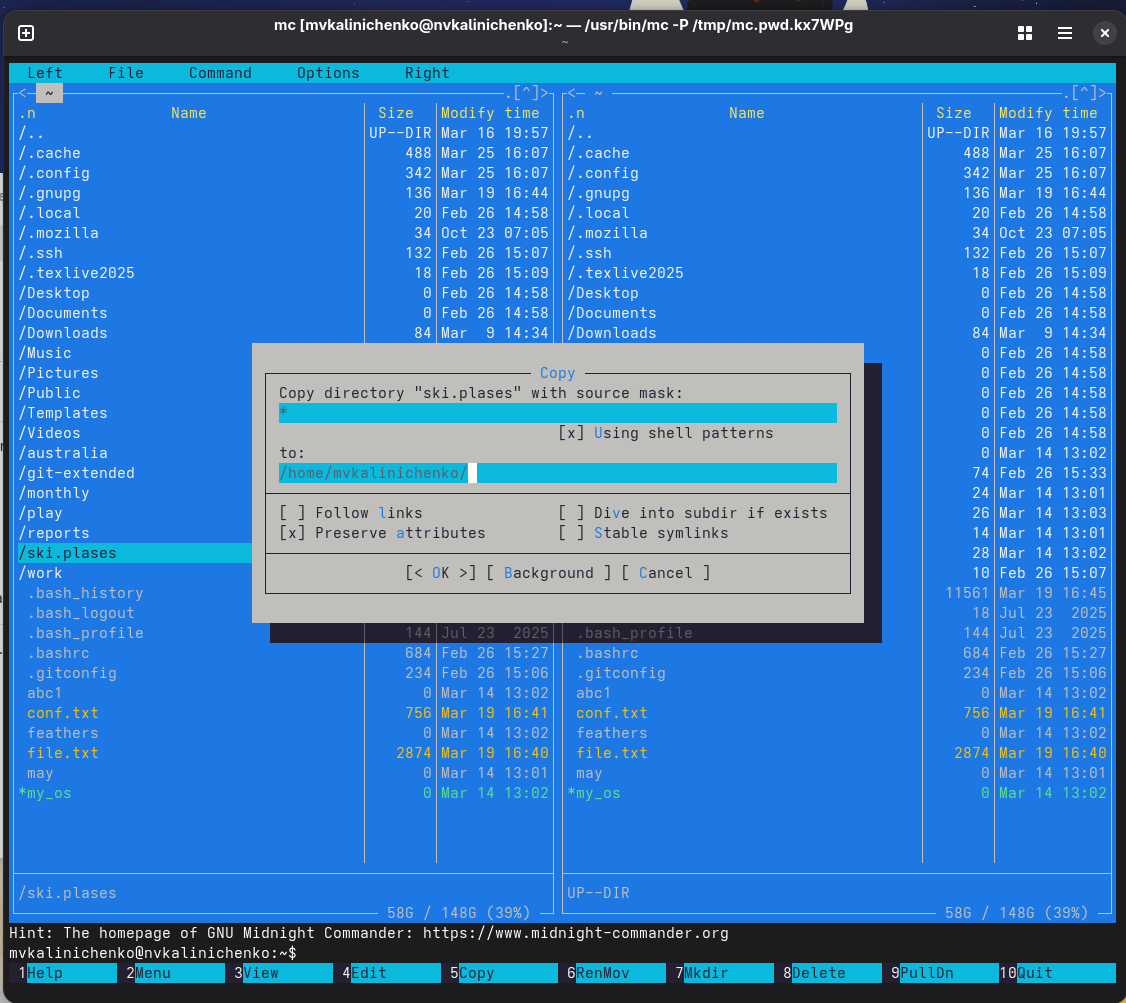 mc [mvkalinichenko@nvkalinichenko]:~ — /usr/bin/mc -P /tmp/mc.pwd.kx7WPg
~
Left File Command Options Right
<─ ~ .[^]> <─ ~ .[^]>
.n Name Size Modify time .n Name Size Modify time
/.. UP--DIR Mar 16 19:57 /.. UP--DIR Mar 16 19:57
/.cache 488 Mar 25 16:07 /.cache 488 Mar 25 16:07
/.config 342 Mar 25 16:07 /.config 342 Mar 25 16:07
/.gnupg 136 Mar 19 16:44 /.gnupg 136 Mar 19 16:44
/.local 20 Feb 26 14:58 /.local 20 Feb 26 14:58
/.mozilla 34 Oct 23 07:05 /.mozilla 34 Oct 23 07:05
/.ssh 132 Feb 26 15:07 /.ssh 132 Feb 26 15:07
/.texlive2025 18 Feb 26 15:09 /.texlive2025 18 Feb 26 15:09
/Desktop 0 Feb 26 14:58 /Desktop 0 Feb 26 14:58
/Documents 0 Feb 26 14:58 /Documents 0 Feb 26 14:58
/Downloads 84 Mar 9 14:34 /Downloads 84 Mar 9 14:34
/Music 0 Feb 26 14:58
/Pictures Copy 0 Feb 26 14:58
/Public Copy directory "ski.plases" with source mask: 0 Feb 26 14:58
/Templates * 0 Feb 26 14:58
/Videos [x] Using shell patterns 0 Feb 26 14:58
/australia to: 0 Mar 14 13:02
/git-extended /home/mvkalinichenko/ 74 Feb 26 15:33
/monthly 24 Mar 14 13:01
/play [ ] Follow links [ ] Dive into subdir if exists 26 Mar 14 13:03
/reports [x] Preserve attributes [ ] Stable symlinks 14 Mar 14 13:01
/ski.plases 28 Mar 14 13:02
/work [< OK >] [ Background ] [ Cancel ] 10 Feb 26 15:07
.bash_history 11561 Mar 19 16:45
.bash_logout 18 Jul 23 2025
.bash_profile 144 Jul 23 2025 .bash_profile 144 Jul 23 2025
.bashrc 684 Feb 26 15:27 .bashrc 684 Feb 26 15:27
.gitconfig 234 Feb 26 15:06 .gitconfig 234 Feb 26 15:06
abc1 0 Mar 14 13:02 abc1 0 Mar 14 13:02
conf.txt 756 Mar 19 16:41 conf.txt 756 Mar 19 16:41
feathers 0 Mar 14 13:02 feathers 0 Mar 14 13:02
file.txt 2874 Mar 19 16:40 file.txt 2874 Mar 19 16:40
may 0 Mar 14 13:01 may 0 Mar 14 13:01
*my_os 0 Mar 14 13:02 *my_os 0 Mar 14 13:02
/ski.plases UP--DIR
58G / 148G (39%) 58G / 148G (39%)
Hint: The homepage of GNU Midnight Commander: https://www.midnight-commander.org
mvkalinichenko@nvkalinichenko:~$
1Help 2Menu 3View 4Edit 5Copy 6RenMov 7Mkdir 8Delete 9PullDn 10Quit